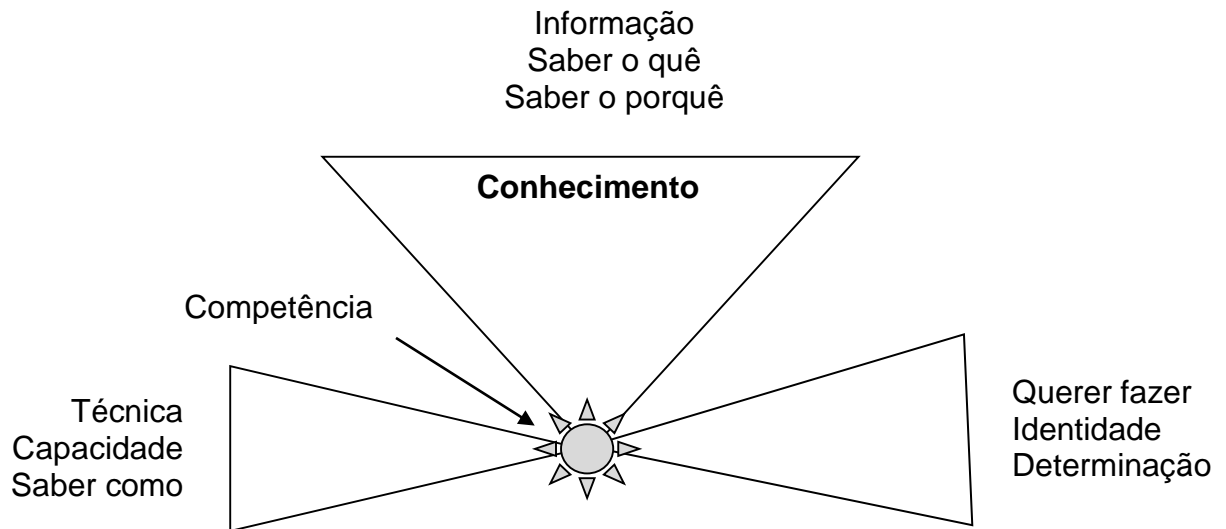 Informação
Saber o quê
Saber o porquê
Conhecimento
Competência
Técnica
Capacidade
Saber como
Querer fazer
Identidade
Determinação